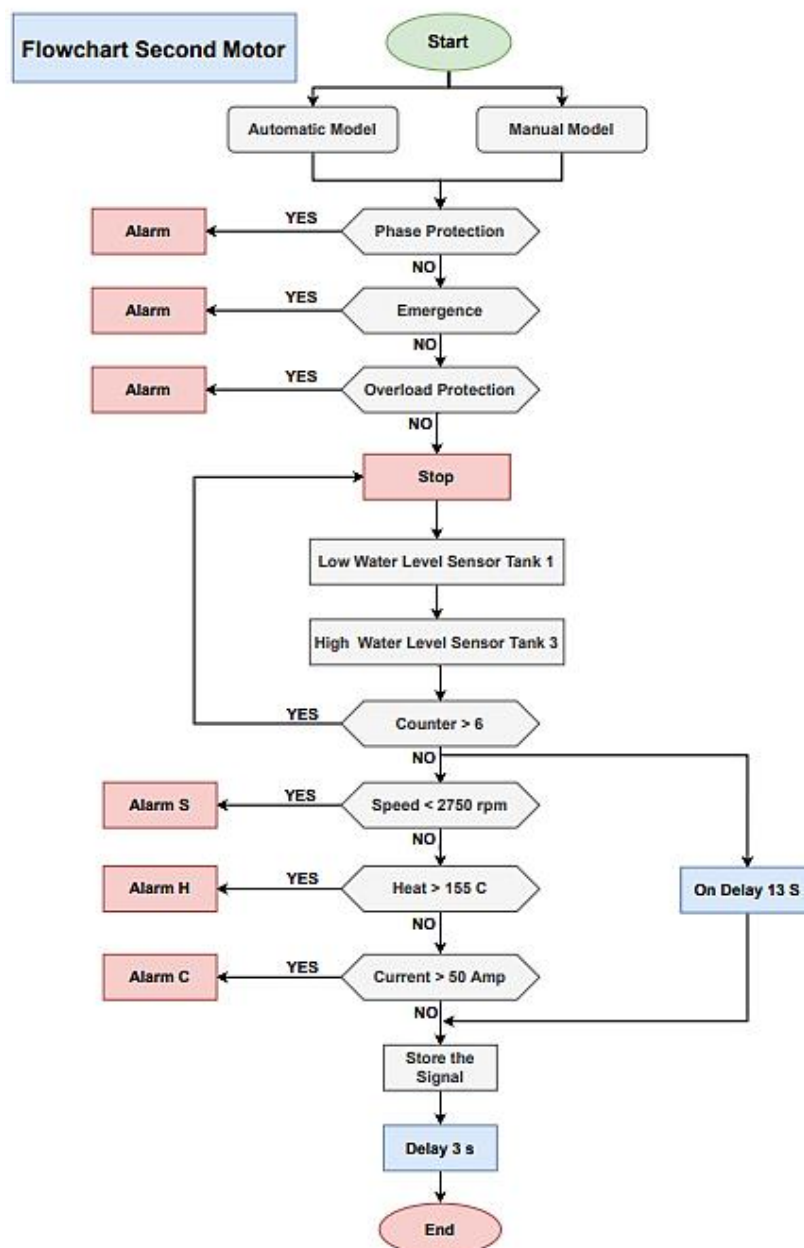 Flowchart Second Motor
Start
Automatic Model
Manual Model
Alarm
YES
Phase Protection
NO
Alarm
YES
Emergence
NO
Alarm
YES
Overload Protection
NO
Stop
Low Water Level Sensor Tank 1
High Water Level Sensor Tank 3
YES
Counter > 6
NO
Alarm S
YES
Speed < 2750 rpm
NO
Alarm H
YES
Heat > 155 C
On Delay 13 S
NO
Alarm C
YES
Current > 50 Amp
NO
Store the
Signal
Delay 3 s
End